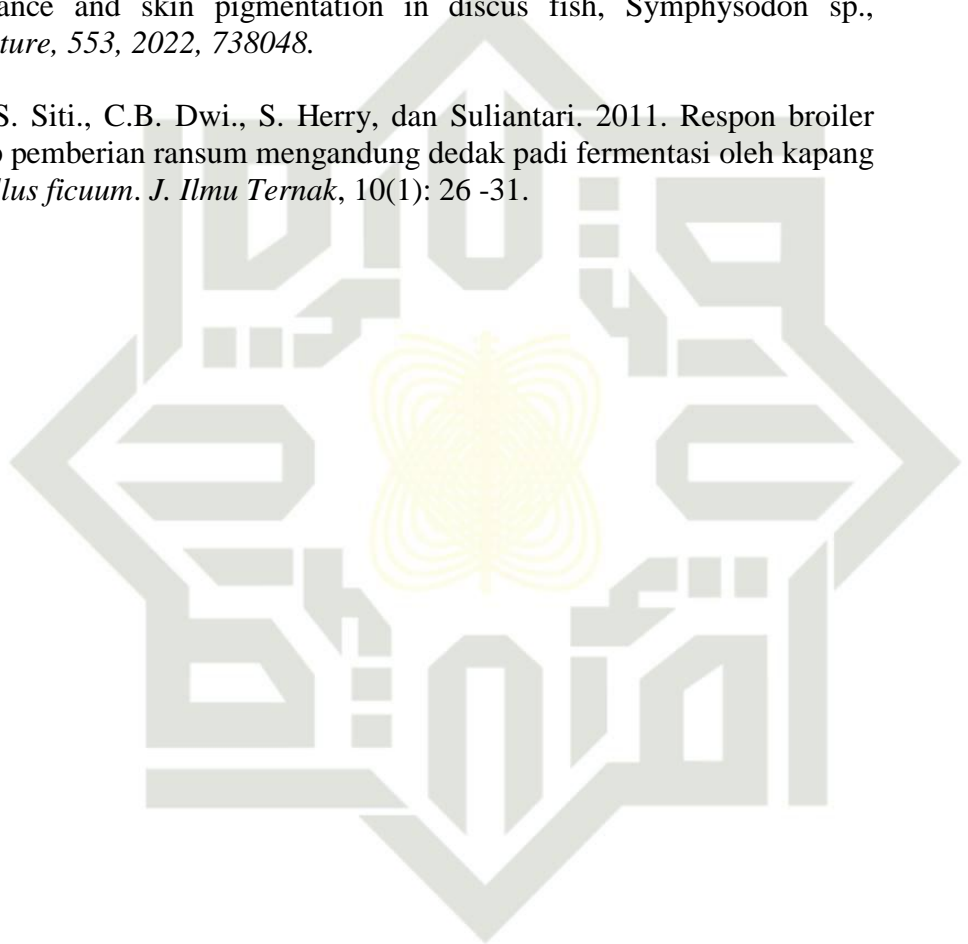 ance and skin pigmentation in discus fish, Symphysodon sp.,
ture, 553, 2022, 738048.
S. Siti., C.B. Dwi., S. Herry, dan Suliantari. 2011. Respon broiler
pemberian ransum mengandung dedak padi fermentasi oleh kapang
llus ficuum. J. Ilmu Ternak, 10(1): 26 -31.